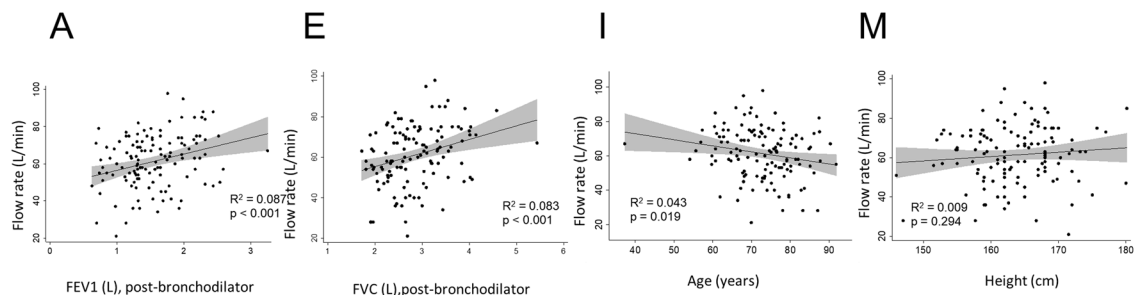 A
E
I
M
Flow rate (L/min)
20 40 60 80 100
R² = 0.087
p < 0.001
0 1 2 3
FEV1 (L), post-bronchodilator
Flow rate (L/min)
20 40 60 80 100
R² = 0.083
p < 0.001
0 1 2 3 4 5 6
FVC (L),post-bronchodilator
Flow rate (L/min)
20 40 60 80 100
R² = 0.043
p = 0.019
40 50 60 70 80 90
Age (years)
Flow rate (L/min)
20 40 60 80 100
R² = 0.009
p = 0.294
150 160 170 180
Height (cm)